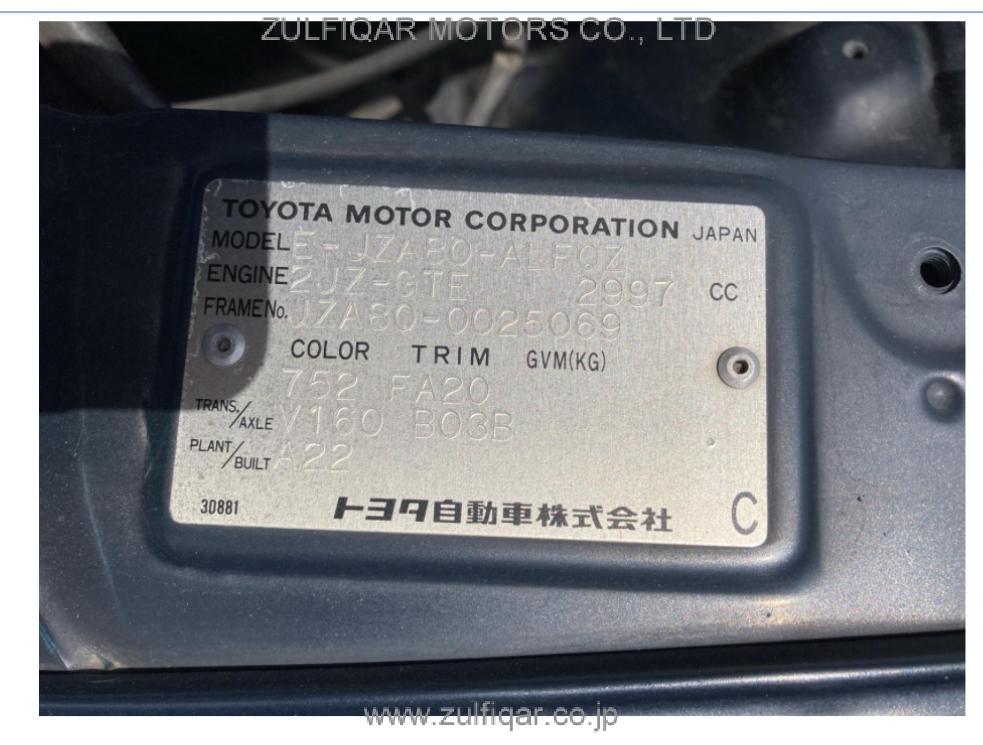 ZULFIQAR MOTORS CO., LTD
TOYOTA MOTOR CORPORATION JAPAN
MODEL E-JZA80-ALFQZ
ENGINE 2JZ-GTE 2997 CC
FRAME No. JZA80-0025069
COLOR TRIM GVM(KG)
752 FA20
TRANS./AXLE V160 B03B
PLANT/BUILT A22
30881 トヨタ自動車株式会社 C
www.zulfiqar.co.jp